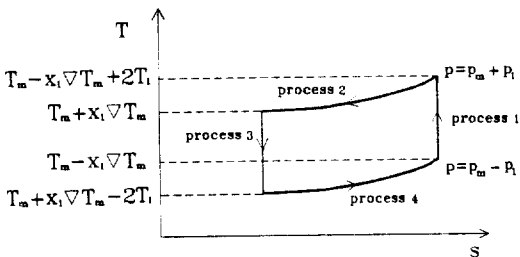 T
T_m − x_1 ∇T_m + 2T_1
p = p_m + p_1
process 2
T_m + x_1 ∇T_m
process 1
process 3
T_m − x_1 ∇T_m
p = p_m − p_1
T_m + x_1 ∇T_m − 2T_1
process 4
S